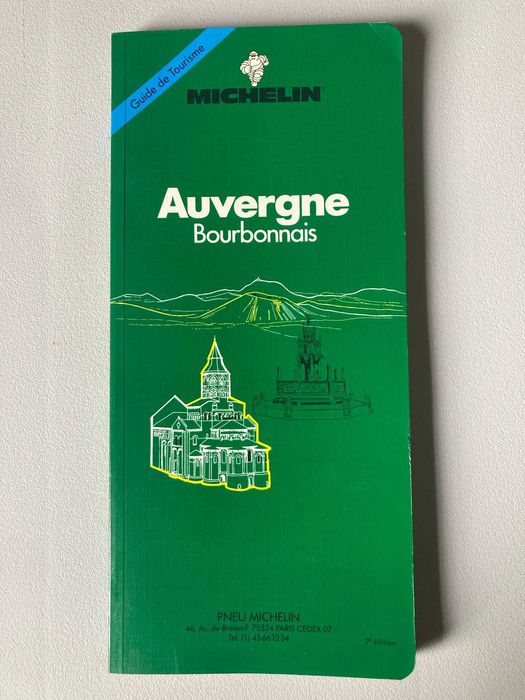 Guide de Tourisme
MICHELIN
Auvergne
Bourbonnais
PNEU MICHELIN
46, Av. de Breteuil, 75324 PARIS CEDEX 07
Tél. (1) 45 66 12 34
2e édition